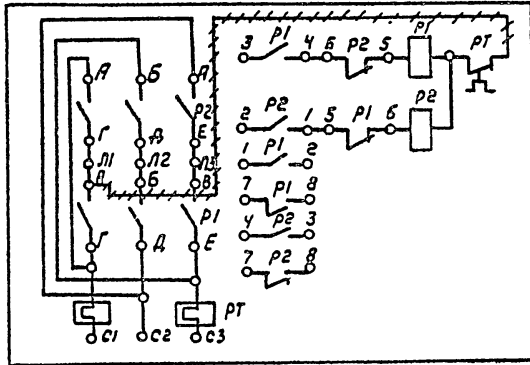 Р1
3 Р1 4 Б Р2 5 РТ
А Б А
Р2
Р2
2 Р2 1 5 Р1 6
Г Д Е
1 Р1 2
Л1 Л2 Л3
А Б В
7 Р1 8
Р1
4 Р2 3
Г Д Е
7 Р2 8
РТ
С1 С2 С3